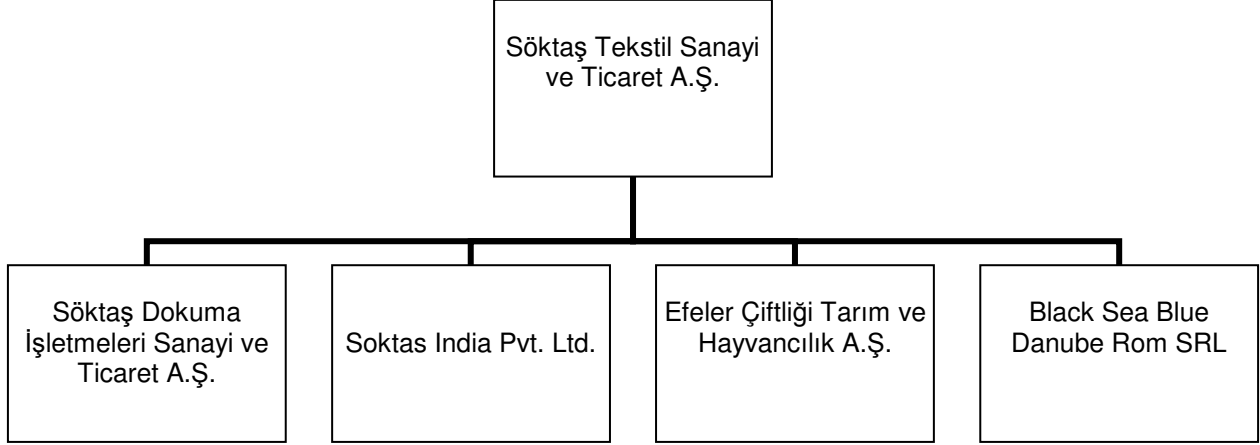 Söktaş Tekstil Sanayi
ve Ticaret A.Ş.
Söktaş Dokuma
İşletmeleri Sanayi ve
Ticaret A.Ş.
Soktas India Pvt. Ltd.
Efeler Çiftliği Tarım ve
Hayvancılık A.Ş.
Black Sea Blue
Danube Rom SRL